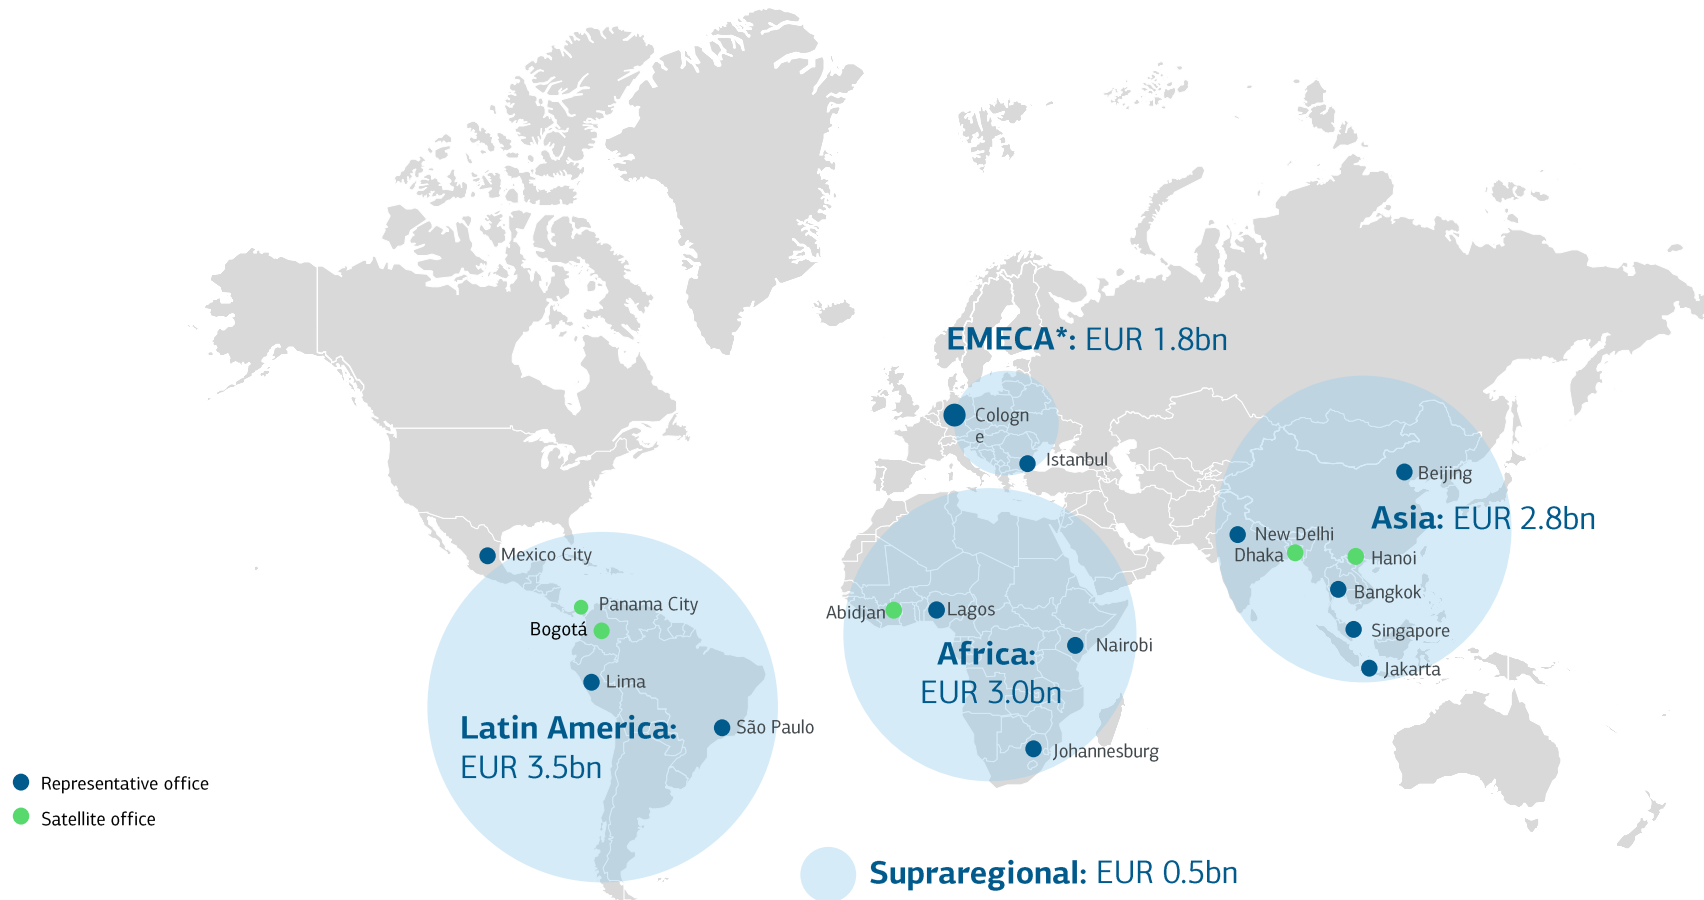 EMECA*: EUR 1.8bn
Cologn
e
Istanbul
Beijing
Asia: EUR 2.8bn
New Delhi
Dhaka
Hanoi
Bangkok
Singapore
Jakarta
Mexico City
Panama City
Bogotá
Lima
São Paulo
Latin America:
EUR 3.5bn
Abidjan
Lagos
Nairobi
Africa:
EUR 3.0bn
Johannesburg
Representative office
Satellite office
Supraregional: EUR 0.5bn